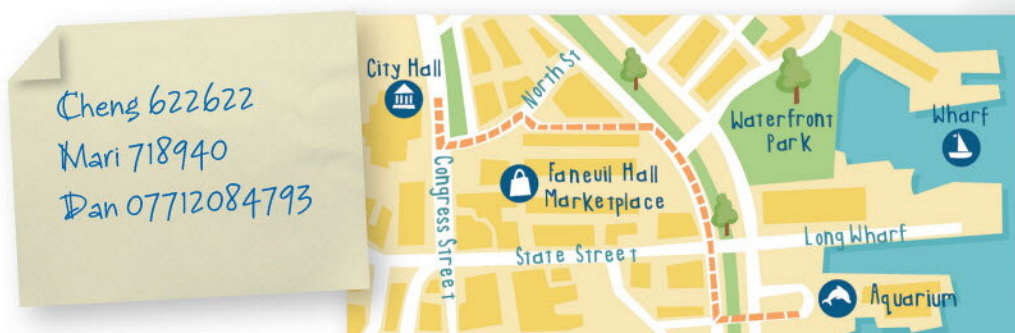 Cheng 622622
Mari 718940
Dan 07712084793
City Hall
North St
Waterfront
Park
Wharf
Congress Street
Faneuil Hall
Marketplace
State Street
Long Wharf
Aquarium